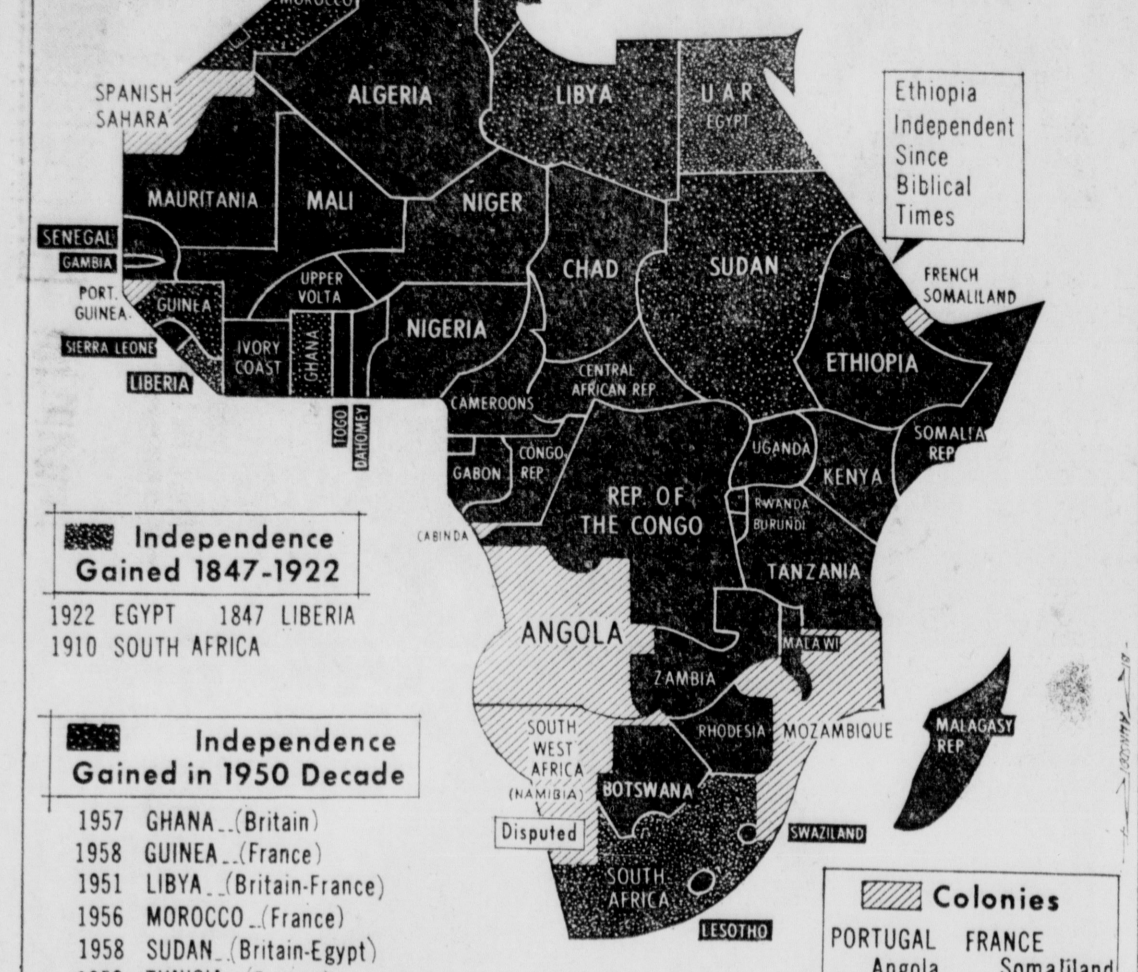 MOROCCO
SPANISH
SAHARA
ALGERIA
LIBYA
U A R
EGYPT
Ethiopia
Independent
Since
Biblical
Times
MAURITANIA
MALI
NIGER
CHAD
SUDAN
SENEGAL
GAMBIA
PORT.
GUINEA
GUINEA
UPPER
VOLTA
FRENCH
SOMALILAND
SIERRA LEONE
LIBERIA
IVORY
COAST
GHANA
NIGERIA
TOGO
DAHOMEY
CAMEROONS
CENTRAL
AFRICAN REP
ETHIOPIA
GABON
CONGO
REP
UGANDA
KENYA
SOMALIA
REP
REP. OF
THE CONGO
RWANDA
BURUNDI
CABINDA
TANZANIA
Independence
Gained 1847-1922
1922 EGYPT 1847 LIBERIA
1910 SOUTH AFRICA
ANGOLA
MALAWI
ZAMBIA
SOUTH
WEST
AFRICA
(NAMIBIA)
Disputed
RHODESIA
MOZAMBIQUE
MALAGASY
REP
BOTSWANA
SWAZILAND
SOUTH
AFRICA
LESOTHO
Independence
Gained in 1950 Decade
1957 GHANA__(Britain)
1958 GUINEA__(France)
1951 LIBYA__(Britain-France)
1956 MOROCCO__(France)
1958 SUDAN__(Britain-Egypt)
Colonies
PORTUGAL FRANCE
Angola Somaliland